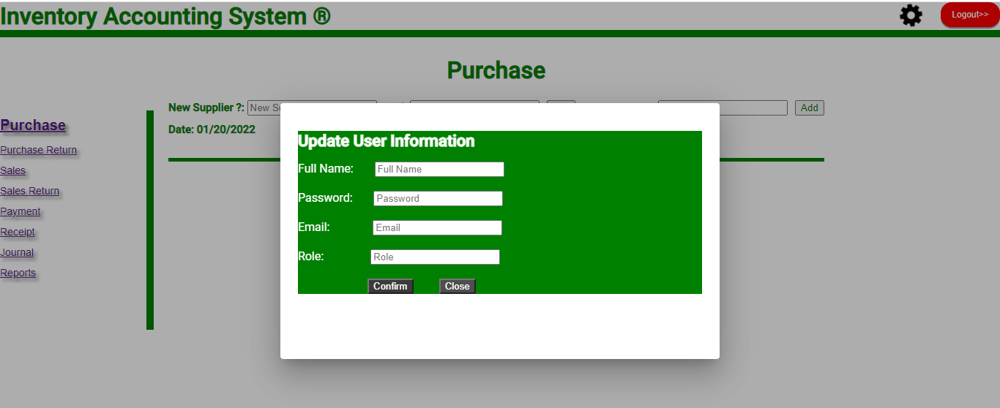 Inventory Accounting System ®
Logout>>
Purchase
New Supplier ?: New S
Add
Purchase
Date: 01/20/2022
Purchase Return
Sales
Sales Return
Payment
Receipt
Journal
Reports
Update User Information
Full Name: Full Name
Password: Password
Email: Email
Role: Role
Confirm Close